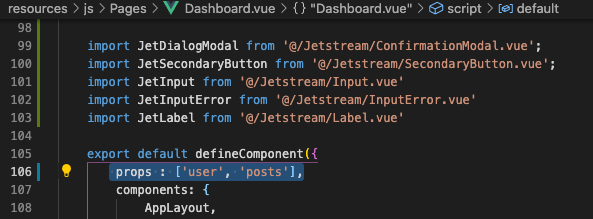 resources > js > Pages > Dashboard.vue > {} "Dashboard.vue" > script > default
98
99 import JetDialogModal from '@/Jetstream/ConfirmationModal.vue';
100 import JetSecondaryButton from '@/Jetstream/SecondaryButton.vue';
101 import JetInput from '@/Jetstream/Input.vue'
102 import JetInputError from '@/Jetstream/InputError.vue'
103 import JetLabel from '@/Jetstream/Label.vue'
104
105 export default defineComponent({
106 props : ['user', 'posts'],
107 components: {
108 AppLayout,